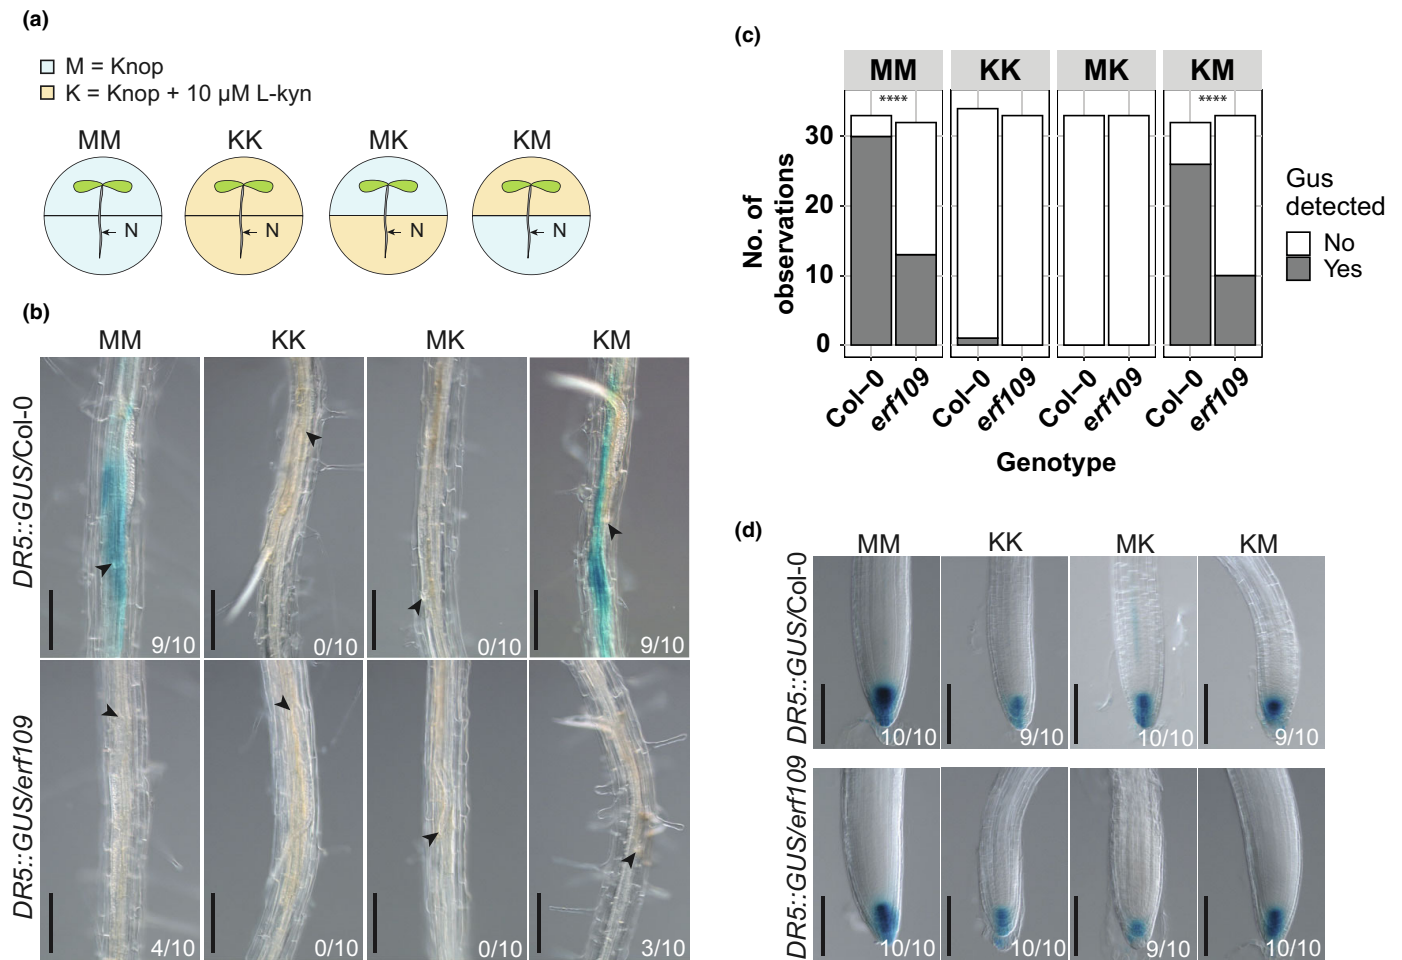 (a)
M = Knop
K = Knop + 10 µM L-kyn
MM KK MK KM
N N N N
(b)
MM KK MK KM
DR5::GUS/Col-0
9/10 0/10 0/10 9/10
DR5::GUS/erf109
4/10 0/10 0/10 3/10
(c)
MM KK MK KM
**** ****
No. of
observations
30
20
10
0
Col–0 erf109 Col–0 erf109 Col–0 erf109 Col–0 erf109
Genotype
Gus
detected
No
Yes
(d)
MM KK MK KM
DR5::GUS/Col-0
10/10 9/10 10/10 9/10
DR5::GUS/erf109
10/10 10/10 9/10 10/10